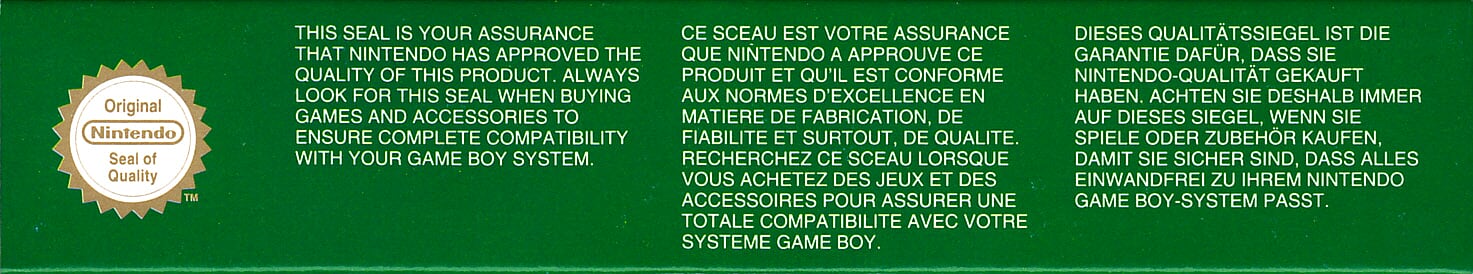 Original
Nintendo
Seal of
Quality
TM
THIS SEAL IS YOUR ASSURANCE
THAT NINTENDO HAS APPROVED THE
QUALITY OF THIS PRODUCT. ALWAYS
LOOK FOR THIS SEAL WHEN BUYING
GAMES AND ACCESSORIES TO
ENSURE COMPLETE COMPATIBILITY
WITH YOUR GAME BOY SYSTEM.
CE SCEAU EST VOTRE ASSURANCE
QUE NINTENDO A APPROUVE CE
PRODUIT ET QU'IL EST CONFORME
AUX NORMES D'EXCELLENCE EN
MATIERE DE FABRICATION, DE
FIABILITE ET SURTOUT, DE QUALITE.
RECHERCHEZ CE SCEAU LORSQUE
VOUS ACHETEZ DES JEUX ET DES
ACCESSOIRES POUR ASSURER UNE
TOTALE COMPATIBILITE AVEC VOTRE
SYSTEME GAME BOY.
DIESES QUALITÄTSSIEGEL IST DIE
GARANTIE DAFÜR, DASS SIE
NINTENDO-QUALITÄT GEKAUFT
HABEN. ACHTEN SIE DESHALB IMMER
AUF DIESES SIEGEL, WENN SIE
SPIELE ODER ZUBEHÖR KAUFEN,
DAMIT SIE SICHER SIND, DASS ALLES
EINWANDFREI ZU IHREM NINTENDO
GAME BOY-SYSTEM PASST.